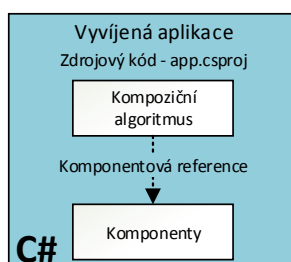 Vyvíjená aplikace
Zdrojový kód - app.csproj
Kompoziční
algoritmus
Komponentová reference
Komponenty
C#